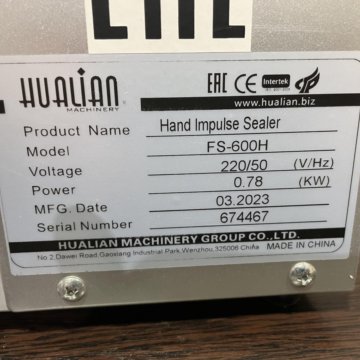 HUALIAN
MACHINERY
EAC CE Intertek
www.hualian.biz
Product Name Hand Impulse Sealer
Model FS-600H
Voltage 220/50 (V/Hz)
Power 0.78 (KW)
MFG. Date 03.2023
Serial Number 674467
HUALIAN MACHINERY GROUP CO.,LTD.
No 2,Dawei Road,Gaoxiang Industrial Park,Wenzhou,325006 China MADE IN CHINA